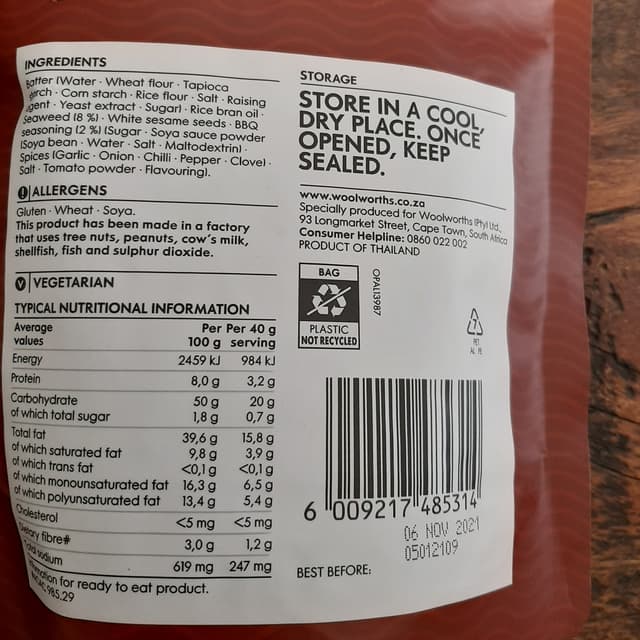 INGREDIENTS
Batter (Water · Wheat flour · Tapioca
starch · Corn starch · Rice flour · Salt · Raising
agent · Yeast extract · Sugar) · Rice bran oil ·
Seaweed (8 %) · White sesame seeds · BBQ
seasoning (2 %) (Sugar · Soya sauce powder
(Soya bean · Water · Salt · Maltodextrin) ·
Spices (Garlic · Onion · Chilli · Pepper · Clove) ·
Salt · Tomato powder · Flavouring).
ALLERGENS
Gluten · Wheat · Soya.
This product has been made in a factory
that uses tree nuts, peanuts, cow's milk,
shellfish, fish and sulphur dioxide.
V VEGETARIAN
TYPICAL NUTRITIONAL INFORMATION
Average values Per 100 g Per 40 g serving
Energy 2459 kJ 984 kJ
Protein 8,0 g 3,2 g
Carbohydrate 50 g 20 g
of which total sugar 1,8 g 0,7 g
Total fat 39,6 g 15,8 g
of which saturated fat 9,8 g 3,9 g
of which trans fat <0,1 g <0,1 g
of which monounsaturated fat 16,3 g 6,5 g
of which polyunsaturated fat 13,4 g 5,4 g
Cholesterol <5 mg <5 mg
Dietary fibre# 3,0 g 1,2 g
Total sodium 619 mg 247 mg
for ready to eat product.
985.29
STORAGE
STORE IN A COOL,
DRY PLACE. ONCE
OPENED, KEEP
SEALED.
www.woolworths.co.za
Specially produced for Woolworths (Pty) Ltd.,
93 Longmarket Street, Cape Town, South Africa
Consumer Helpline: 0860 022 002
PRODUCT OF THAILAND
BAG
PLASTIC
NOT RECYCLED
OPALI3987
7
PET
AL PE
6 009217 485314
06 NOV 2021
05012109
BEST BEFORE: